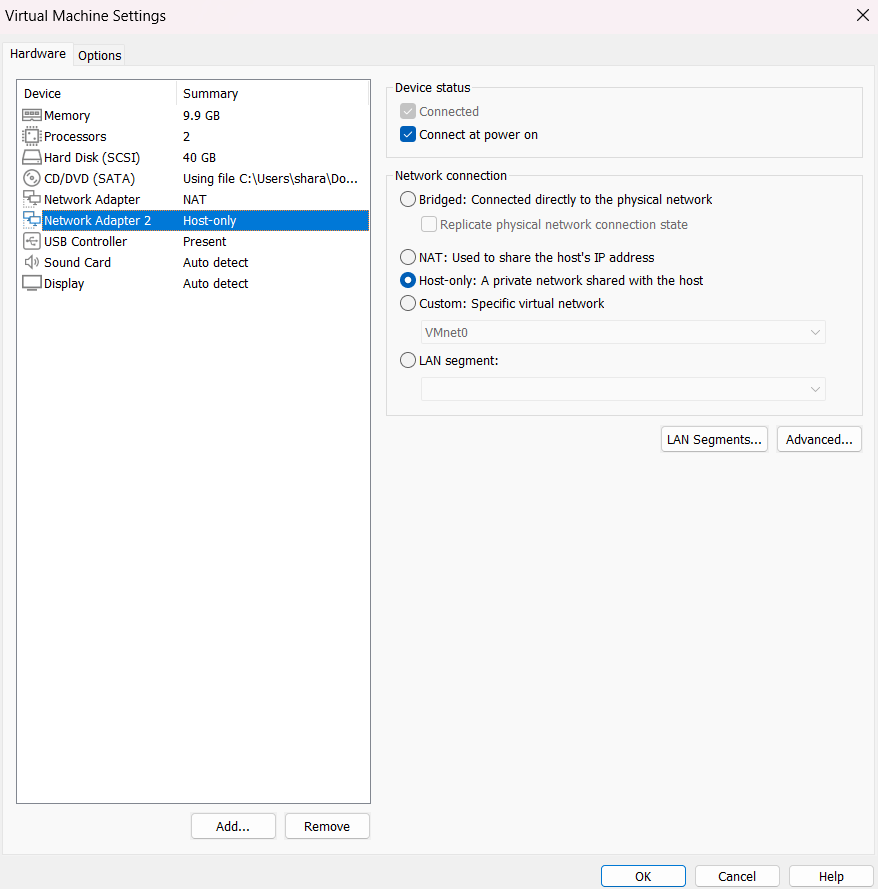 Virtual Machine Settings
Hardware Options
Device Summary
Memory 9.9 GB
Processors 2
Hard Disk (SCSI) 40 GB
CD/DVD (SATA) Using file C:\Users\shara\Do...
Network Adapter NAT
Network Adapter 2 Host-only
USB Controller Present
Sound Card Auto detect
Display Auto detect
Add... Remove
Device status
Connected
Connect at power on
Network connection
Bridged: Connected directly to the physical network
Replicate physical network connection state
NAT: Used to share the host's IP address
Host-only: A private network shared with the host
Custom: Specific virtual network
VMnet0
LAN segment:
LAN Segments... Advanced...
OK Cancel Help